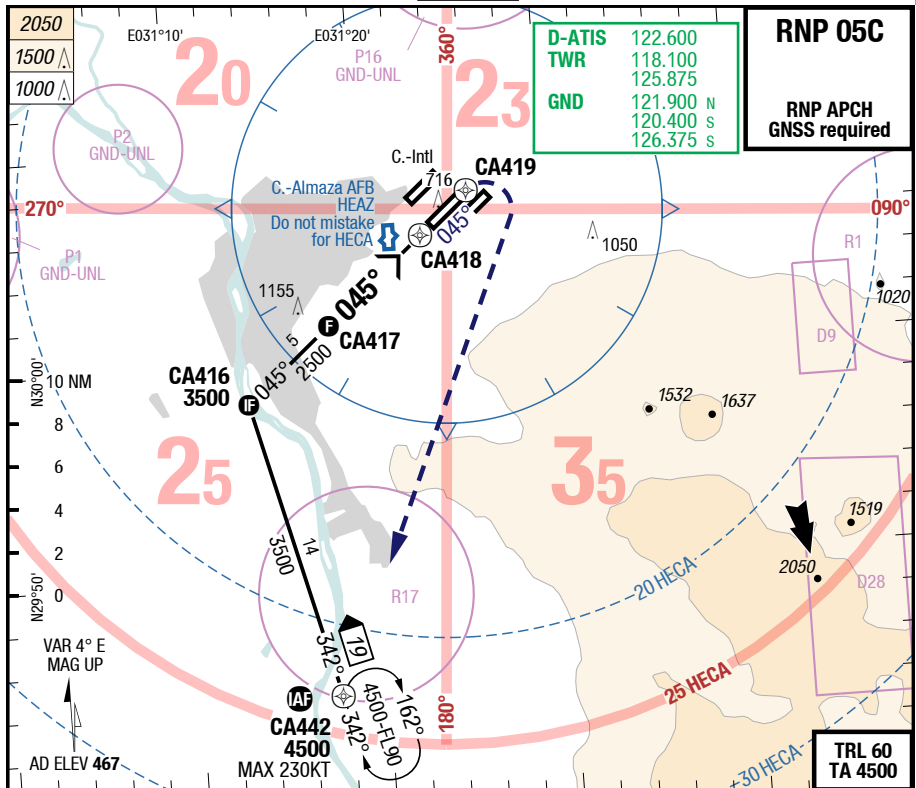 2050
1500
1000
E031°10'
E031°20'
360°
20
23
P16
GND-UNL
D-ATIS 122.600
TWR 118.100
125.875
GND 121.900 N
120.400 S
126.375 S
RNP 05C
RNP APCH
GNSS required
P2
GND-UNL
C.-Intl
716
CA419
C.-Almaza AFB
HEAZ
Do not mistake
for HECA
270°
090°
045°
CA418
1050
R1
P1
GND-UNL
1155
045°
1020
F
CA417
D9
5
045°
2500
N30°00'
10 NM
CA416
3500
IF
1532
1637
8
6
25
35
4
2
0
3500
14
1519
2050
D28
R17
20 HECA
N29°50'
VAR 4° E
MAG UP
342°
19
25 HECA
180°
IAF
CA442
4500
MAX 230KT
4500-FL90
162°
342°
30 HECA
AD ELEV 467
TRL 60
TA 4500